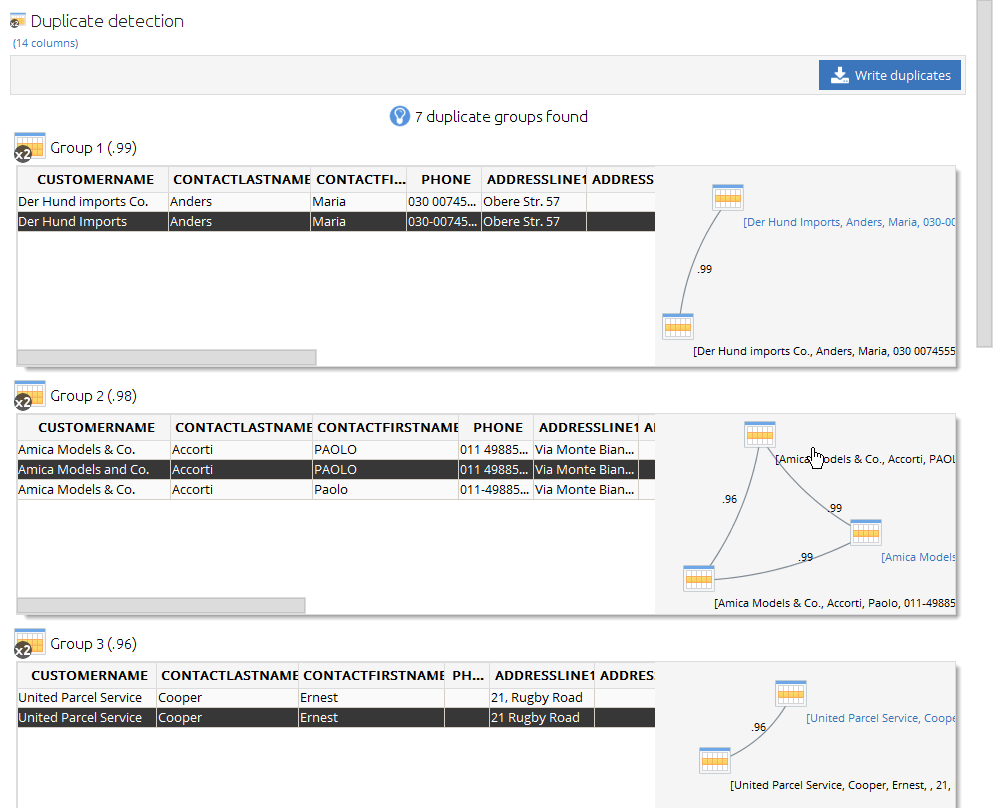 Duplicate detection
(14 columns)
Write duplicates
7 duplicate groups found
x2 Group 1 (.99)
CUSTOMERNAME CONTACTLASTNAME CONTACTFI... PHONE ADDRESSLINE1 ADDRESS
Der Hund imports Co. Anders Maria 030 00745... Obere Str. 57
Der Hund Imports Anders Maria 030-00745... Obere Str. 57
[Der Hund Imports, Anders, Maria, 030-00
.99
[Der Hund imports Co., Anders, Maria, 030 0074555
x2 Group 2 (.98)
CUSTOMERNAME CONTACTLASTNAME CONTACTFIRSTNAME PHONE ADDRESSLINE1 A
Amica Models & Co. Accorti PAOLO 011 49885... Via Monte Bian...
Amica Models and Co. Accorti PAOLO 011 49885... Via Monte Bian...
Amica Models & Co. Accorti Paolo 011-49885... Via Monte Bian...
[Amica Models & Co., Accorti, PAOL
.96
.99
.99
[Amica Models
[Amica Models & Co., Accorti, Paolo, 011-49885
x2 Group 3 (.96)
CUSTOMERNAME CONTACTLASTNAME CONTACTFIRSTNAME PH... ADDRESSLINE1 ADDRES
United Parcel Service Cooper Ernest 21, Rugby Road
United Parcel Service Cooper Ernest 21 Rugby Road
[United Parcel Service, Coope
.96
[United Parcel Service, Cooper, Ernest, , 21,